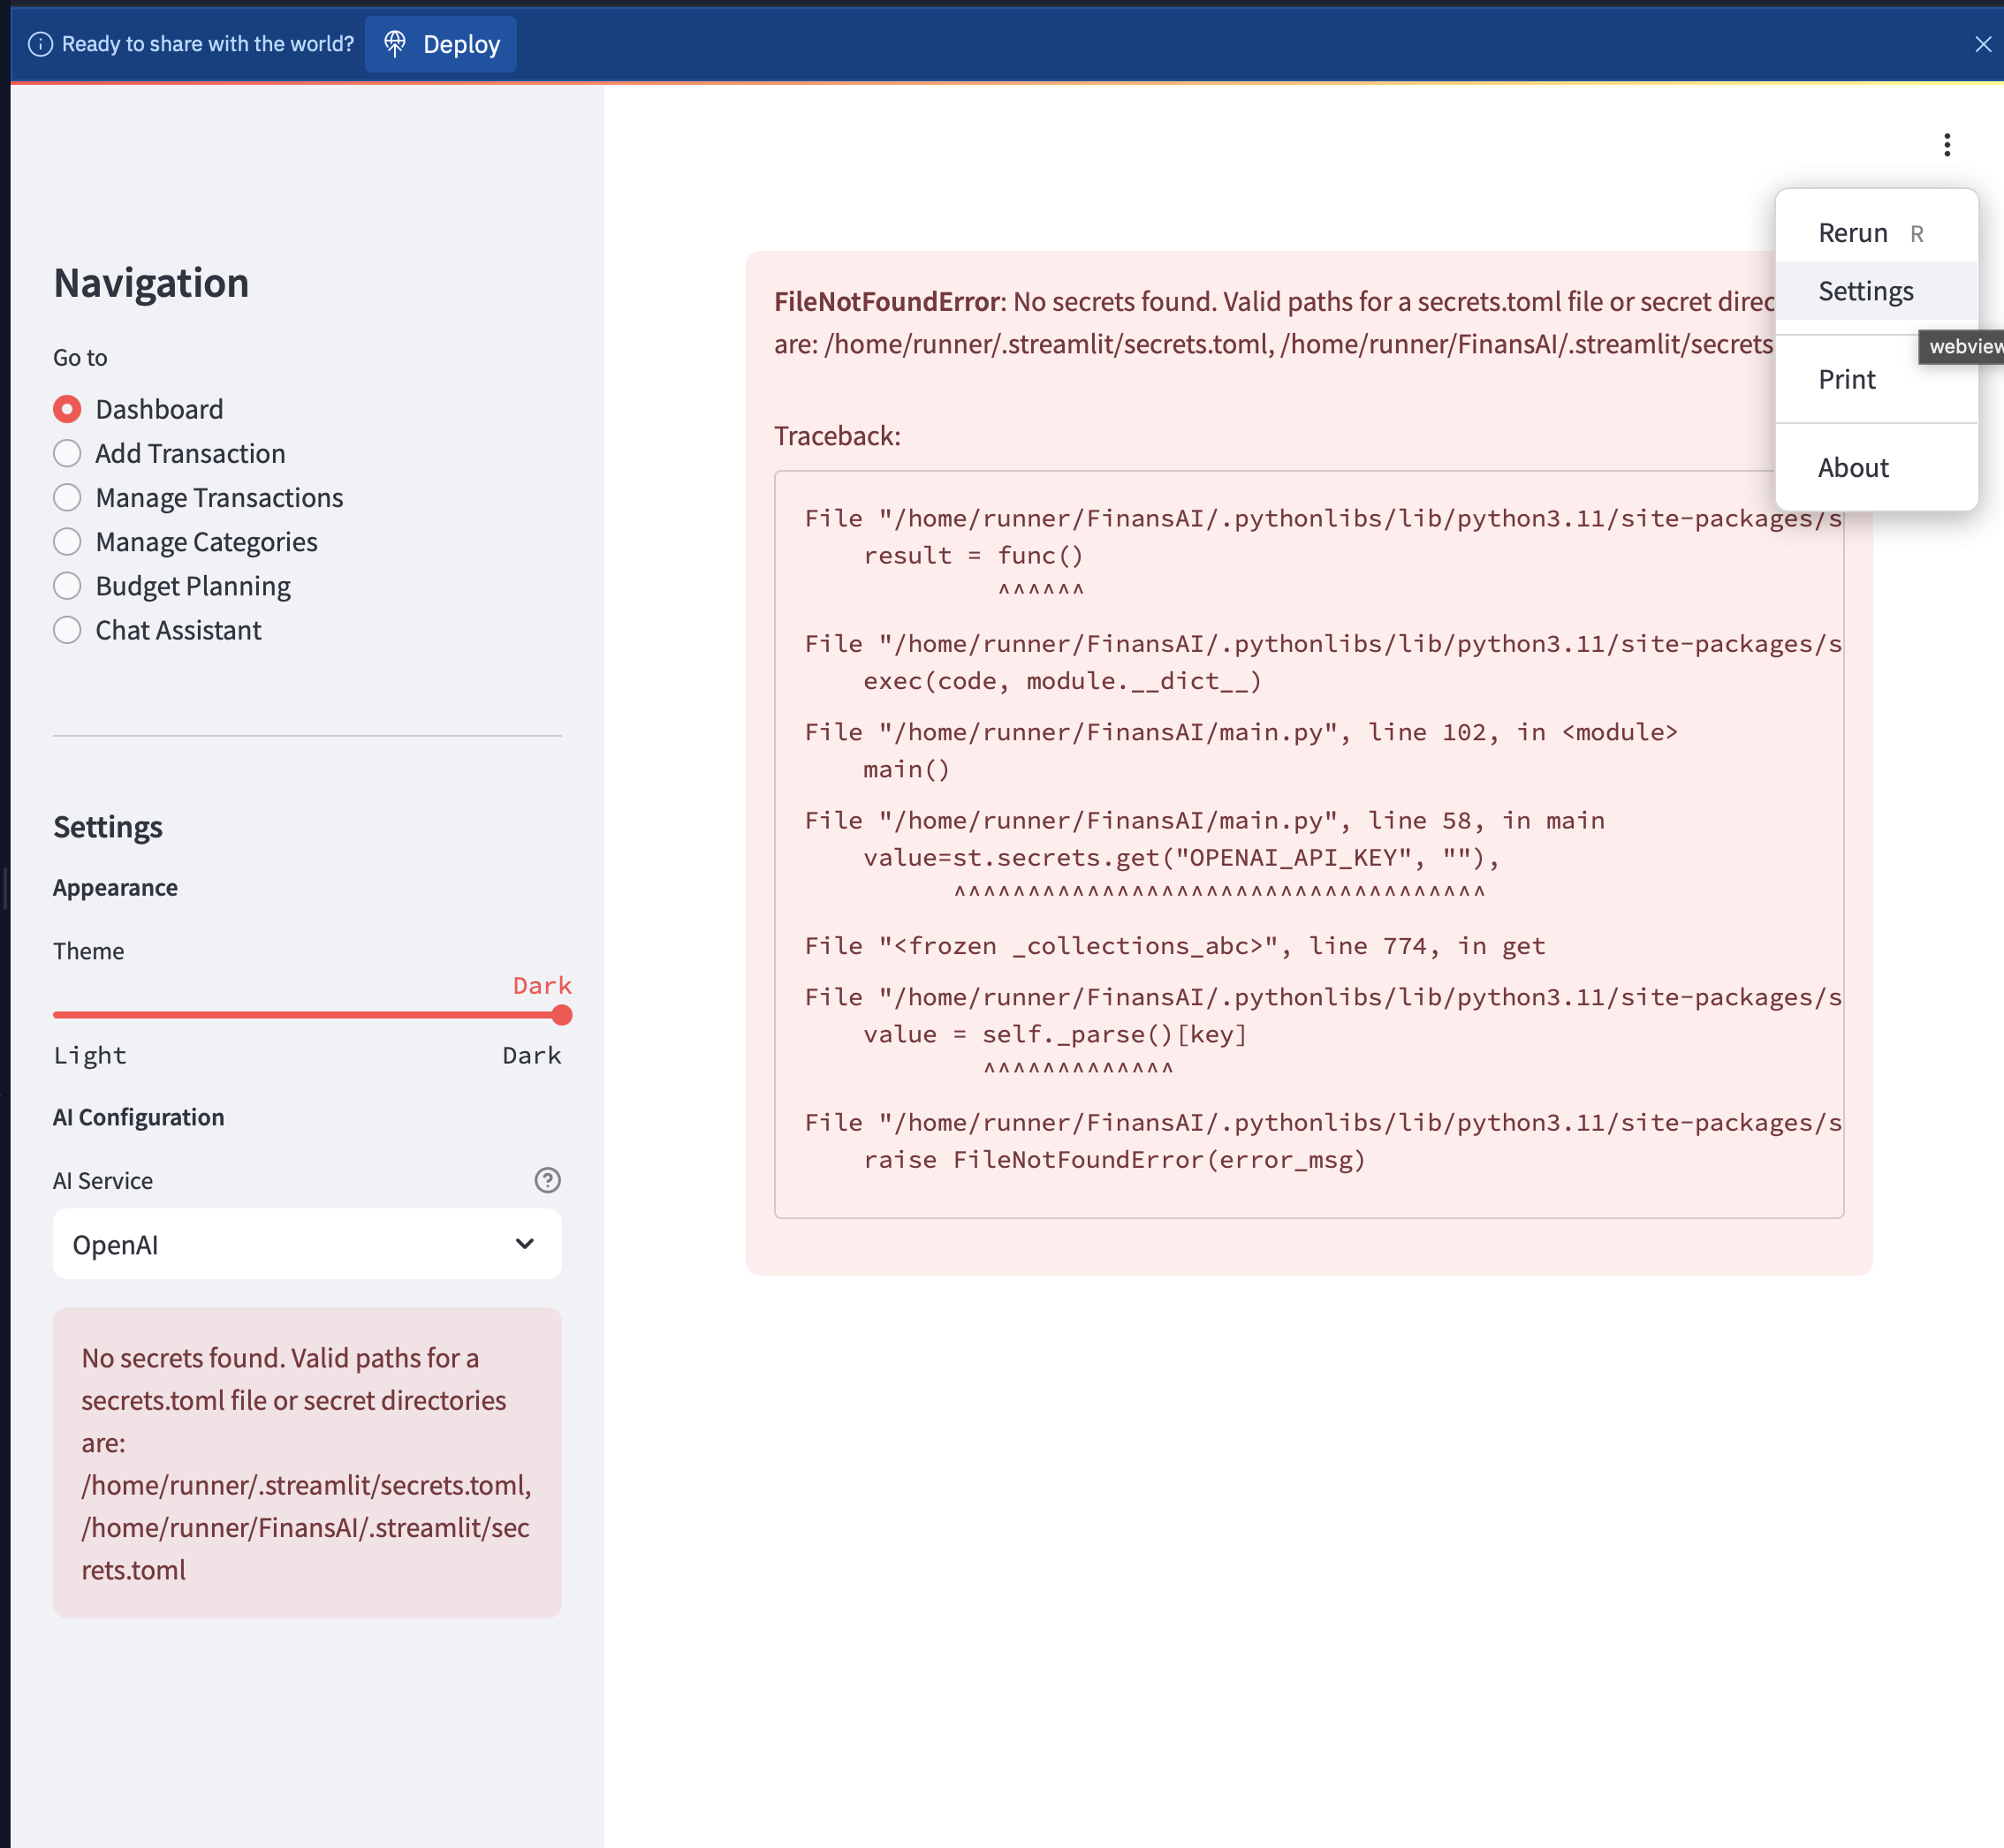 Ready to share with the world?
Deploy
Navigation
Go to
Dashboard
Add Transaction
Manage Transactions
Manage Categories
Budget Planning
Chat Assistant
Settings
Appearance
Theme
Dark
Light
Dark
AI Configuration
AI Service
OpenAI
No secrets found. Valid paths for a
secrets.toml file or secret directories
are:
/home/runner/.streamlit/secrets.toml,
/home/runner/FinansAI/.streamlit/sec
rets.toml
Rerun R
Settings
Print
About
webview
FileNotFoundError: No secrets found. Valid paths for a secrets.toml file or secret direc
are: /home/runner/.streamlit/secrets.toml, /home/runner/FinansAI/.streamlit/secrets
Traceback:
File "/home/runner/FinansAI/.pythonlibs/lib/python3.11/site-packages/s
result = func()
^^^^^^
File "/home/runner/FinansAI/.pythonlibs/lib/python3.11/site-packages/s
exec(code, module.__dict__)
File "/home/runner/FinansAI/main.py", line 102, in <module>
main()
File "/home/runner/FinansAI/main.py", line 58, in main
value=st.secrets.get("OPENAI_API_KEY", ""),
^^^^^^^^^^^^^^^^^^^^^^^^^^^^^^^^^^^^
File "<frozen _collections_abc>", line 774, in get
File "/home/runner/FinansAI/.pythonlibs/lib/python3.11/site-packages/s
value = self._parse()[key]
^^^^^^^^^^^^^
File "/home/runner/FinansAI/.pythonlibs/lib/python3.11/site-packages/s
raise FileNotFoundError(error_msg)